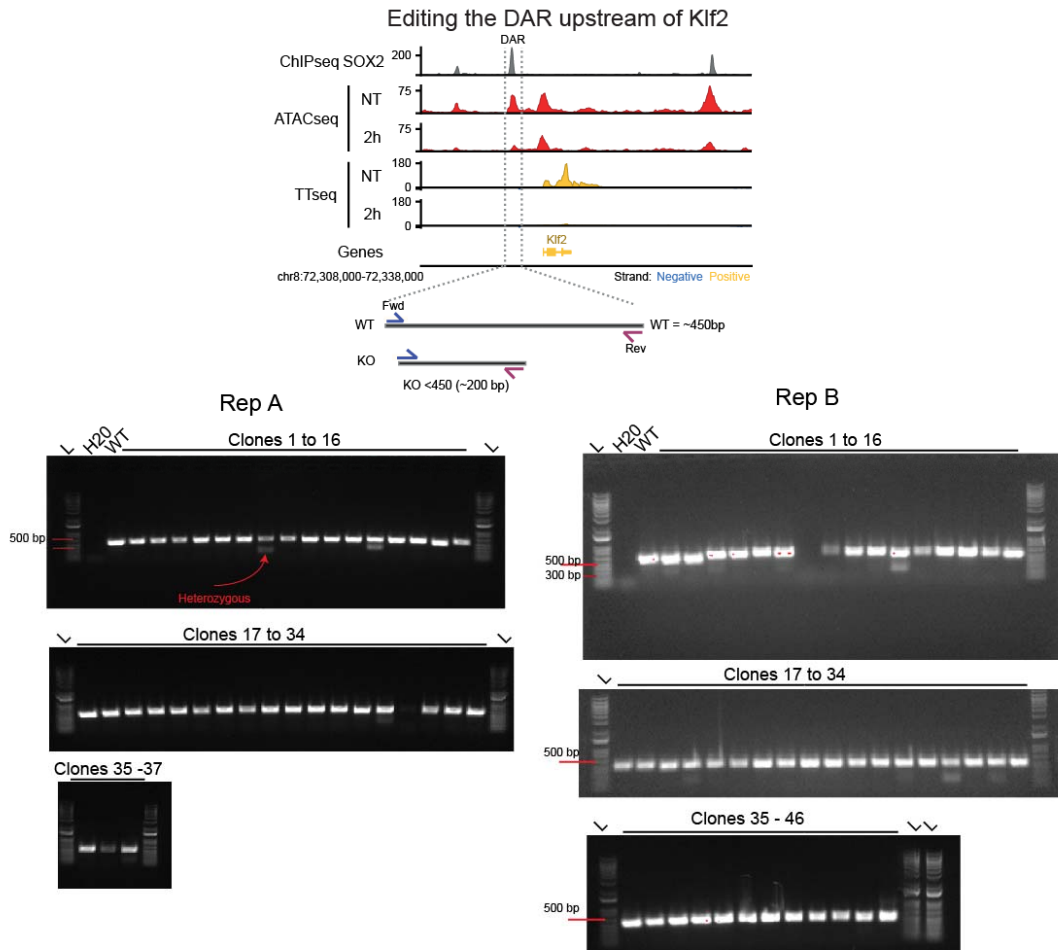 Editing the DAR upstream of Klf2
DAR
ChIPseq SOX2
200
ATACseq
NT
75
2h
75
TTseq
NT
180
0
2h
180
0
Genes
Klf2
chr8:72,308,000-72,338,000
Strand: Negative Positive
Fwd
WT
WT = ~450bp
Rev
KO
KO <450 (~200 bp)
Rep A
L
H20
WT
Clones 1 to 16
L
500 bp
Heterozygous
L
Clones 17 to 34
L
Clones 35 -37
Rep B
L
H20
WT
Clones 1 to 16
L
500 bp
300 bp
L
Clones 17 to 34
L
500 bp
L
Clones 35 - 46
L
L
500 bp